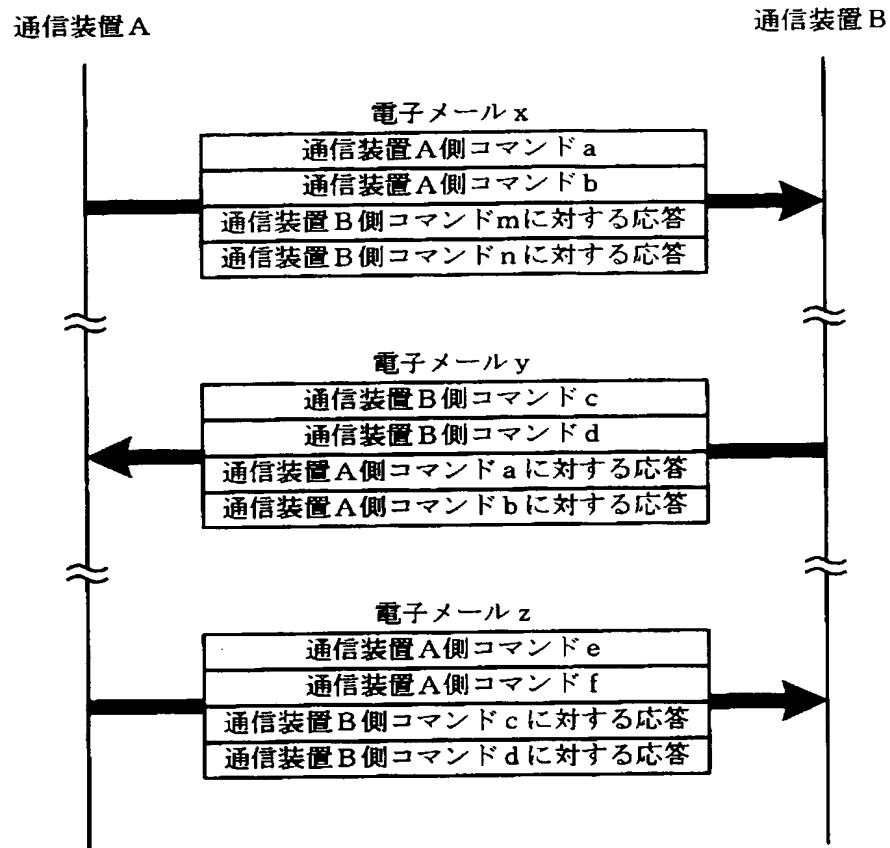 通信装置A
通信装置B
電子メールx
通信装置A側コマンドa
通信装置A側コマンドb
通信装置B側コマンドmに対する応答
通信装置B側コマンドnに対する応答
電子メールy
通信装置B側コマンドc
通信装置B側コマンドd
通信装置A側コマンドaに対する応答
通信装置A側コマンドbに対する応答
電子メールz
通信装置A側コマンドe
通信装置A側コマンドf
通信装置B側コマンドcに対する応答
通信装置B側コマンドdに対する応答